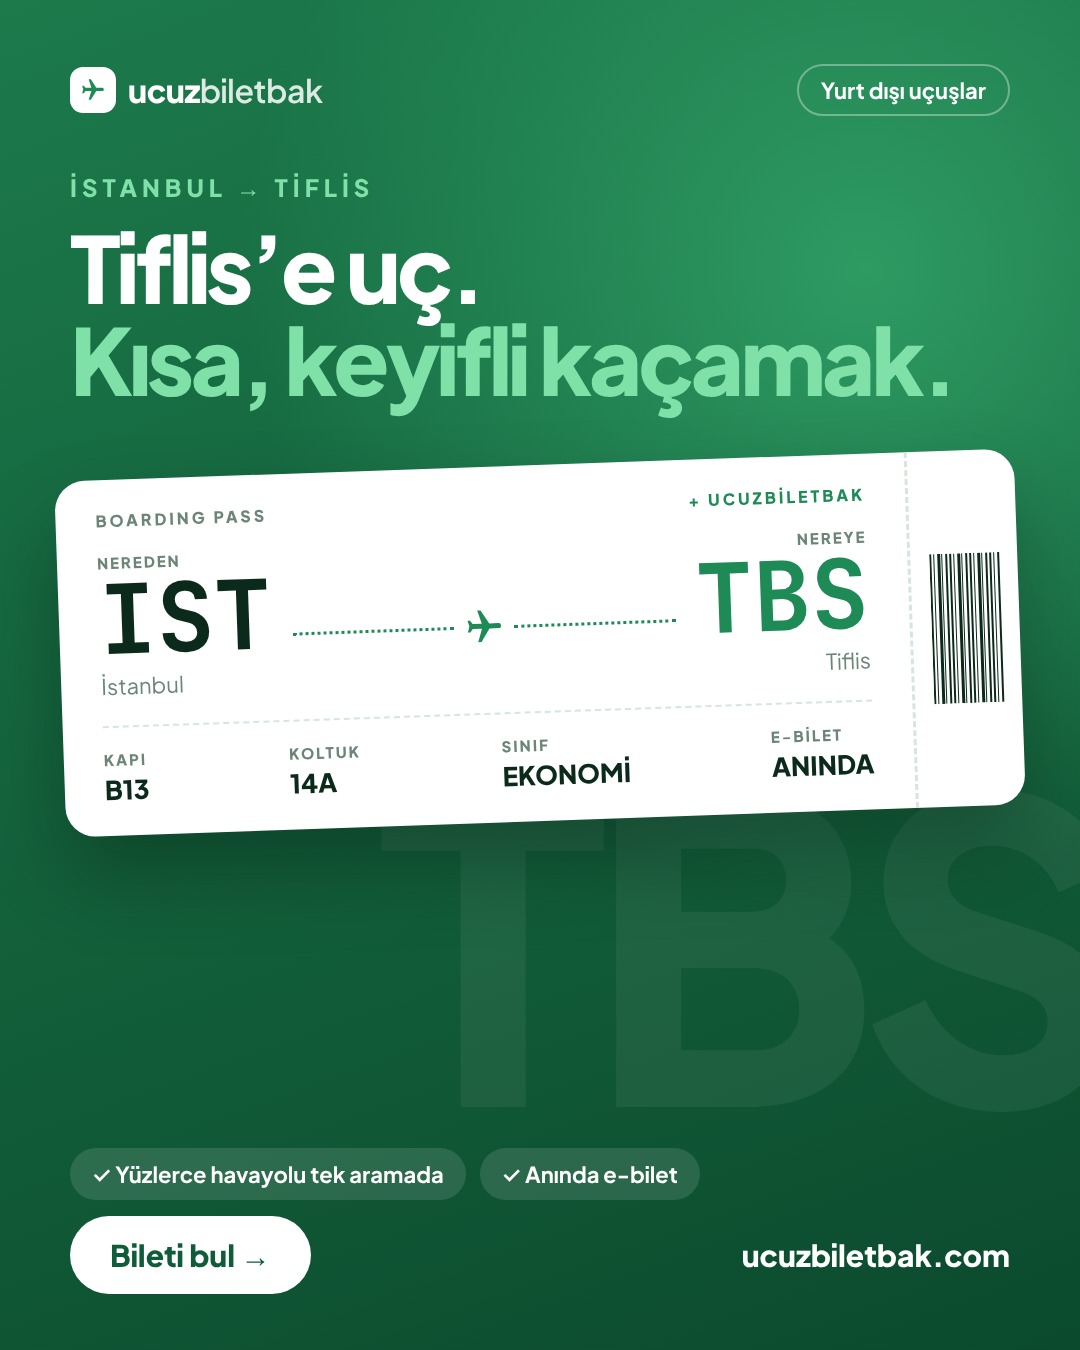 ucuzbiletbak
Yurt dışı uçuşlar
İSTANBUL → TİFLİS
Tiflis’e uç.
Kısa, keyifli kaçamak.
BOARDING PASS
+ UCUZBİLETBAK
NEREDEN
NEREYE
IST
TBS
İstanbul
Tiflis
KAPI
KOLTUK
SINIF
E-BİLET
B13
14A
EKONOMİ
ANINDA
TBS
✓ Yüzlerce havayolu tek aramada
✓ Anında e-bilet
Bileti bul →
ucuzbiletbak.com